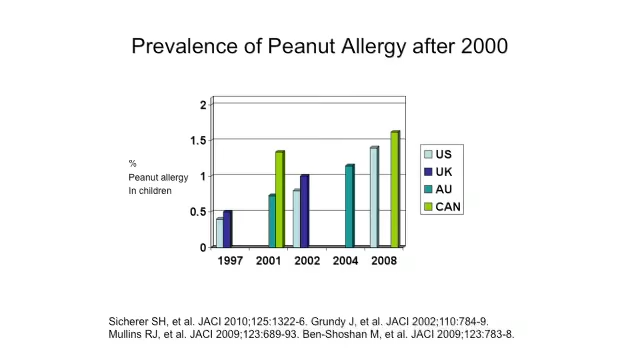 Prevalence of Peanut Allergy after 2000
2
1.5
1
0.5
0
%
Peanut allergy
In children
1997 2001 2002 2004 2008
US
UK
AU
CAN
Sicherer SH, et al. JACI 2010;125:1322-6. Grundy J, et al. JACI 2002;110:784-9.
Mullins RJ, et al. JACI 2009;123:689-93. Ben-Shoshan M, et al. JACI 2009;123:783-8.